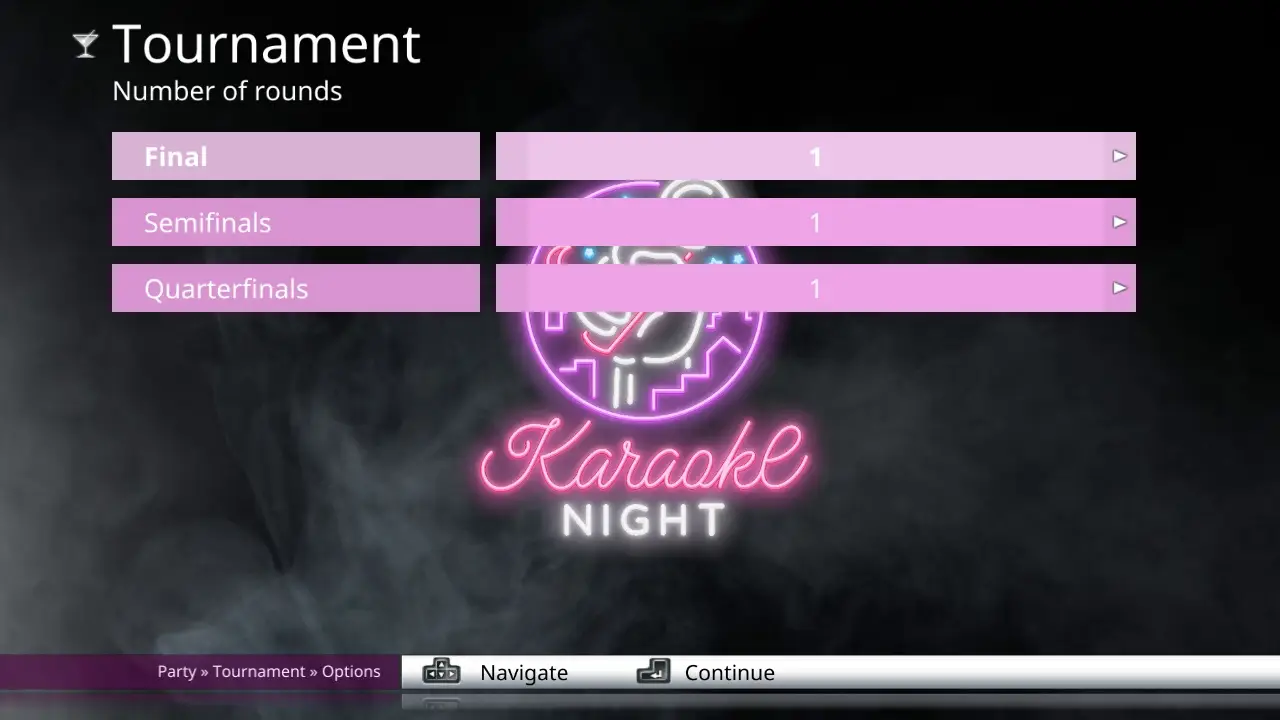 Tournament
Number of rounds
Final 1
Semifinals 1
Quarterfinals 1
Karaoke
NIGHT
Party » Tournament » Options Navigate Continue